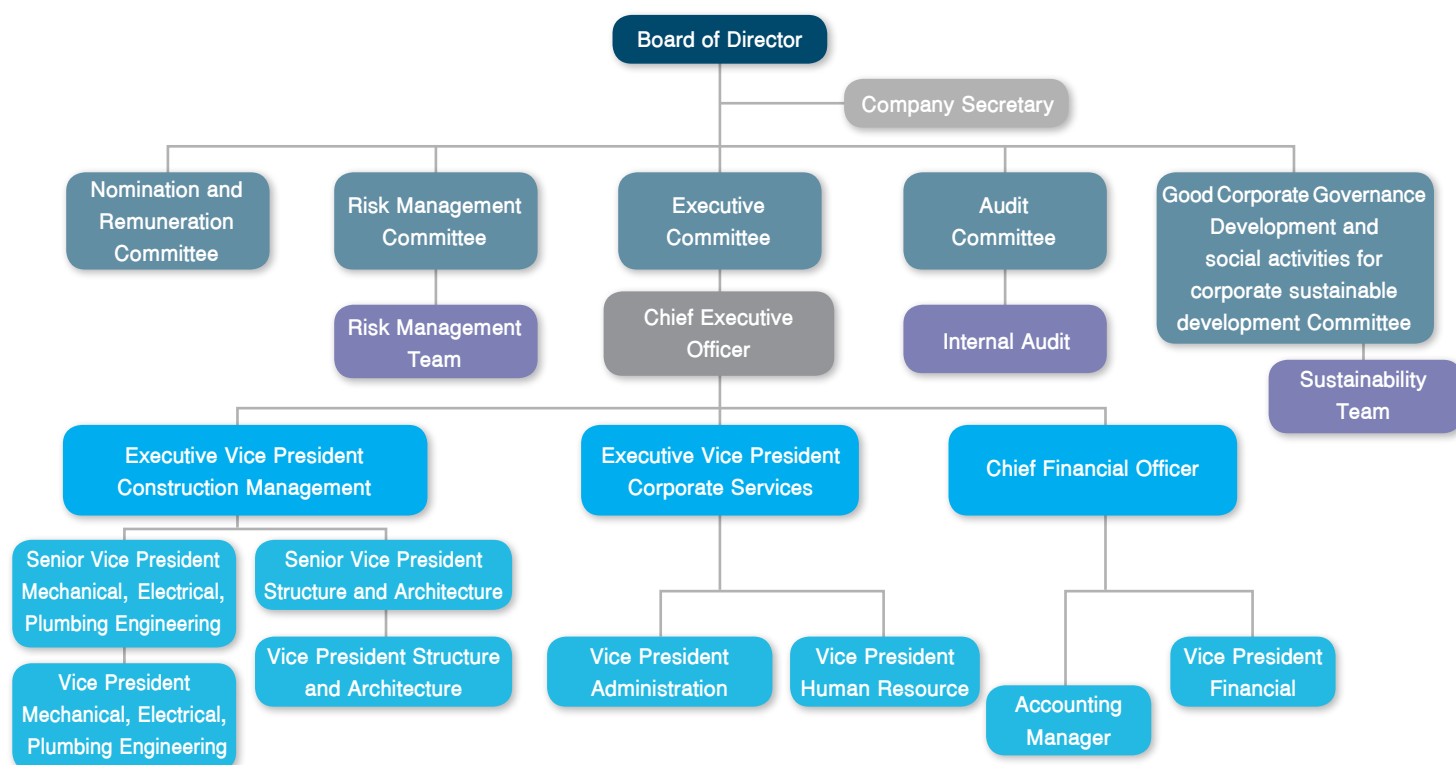 Board of Director
Company Secretary
Nomination and
Remuneration
Committee
Risk Management
Committee
Executive
Committee
Audit
Committee
Good Corporate Governance
Development and
social activities for
corporate sustainable
development Committee
Risk Management
Team
Chief Executive
Officer
Internal Audit
Sustainability
Team
Executive Vice President
Construction Management
Executive Vice President
Corporate Services
Chief Financial Officer
Senior Vice President
Mechanical, Electrical,
Plumbing Engineering
Senior Vice President
Structure and Architecture
Vice President
Mechanical, Electrical,
Plumbing Engineering
Vice President Structure
and Architecture
Vice President
Administration
Vice President
Human Resource
Accounting
Manager
Vice President
Financial